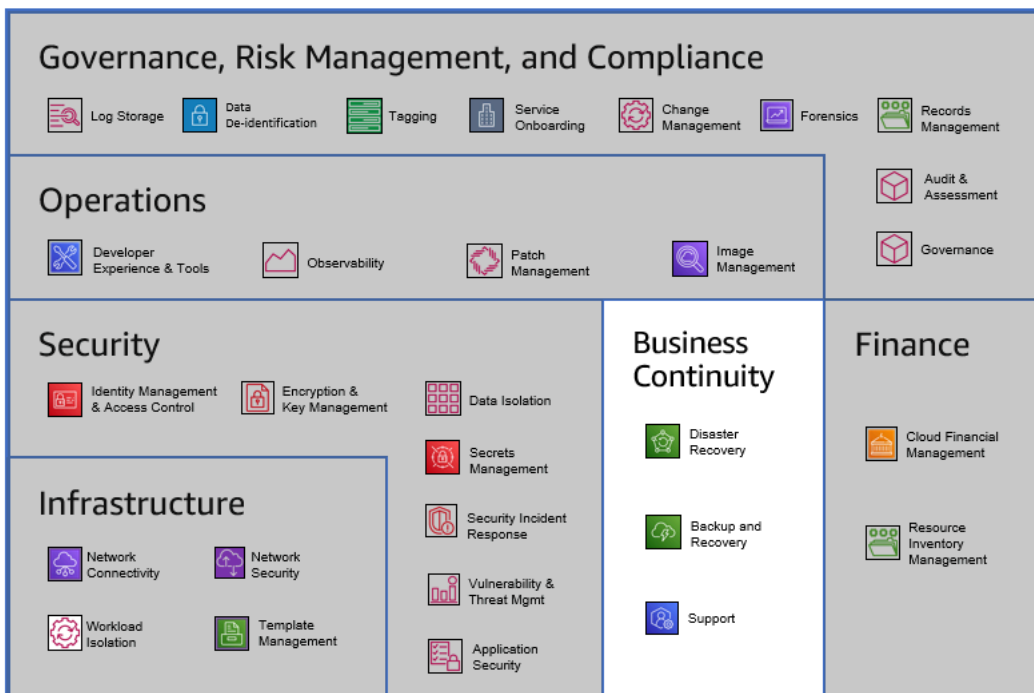 Governance, Risk Management, and Compliance
Log Storage
Data
De-identification
Tagging
Service
Onboarding
Change
Management
Forensics
Records
Management
Audit &
Assessment
Governance
Operations
Developer
Experience & Tools
Observability
Patch
Management
Image
Management
Security
Identity Management
& Access Control
Encryption &
Key Management
Data Isolation
Secrets
Management
Security Incident
Response
Vulnerability &
Threat Mgmt
Application
Security
Infrastructure
Network
Connectivity
Network
Security
Workload
Isolation
Template
Management
Business
Continuity
Disaster
Recovery
Backup and
Recovery
Support
Finance
Cloud Financial
Management
Resource
Inventory
Management